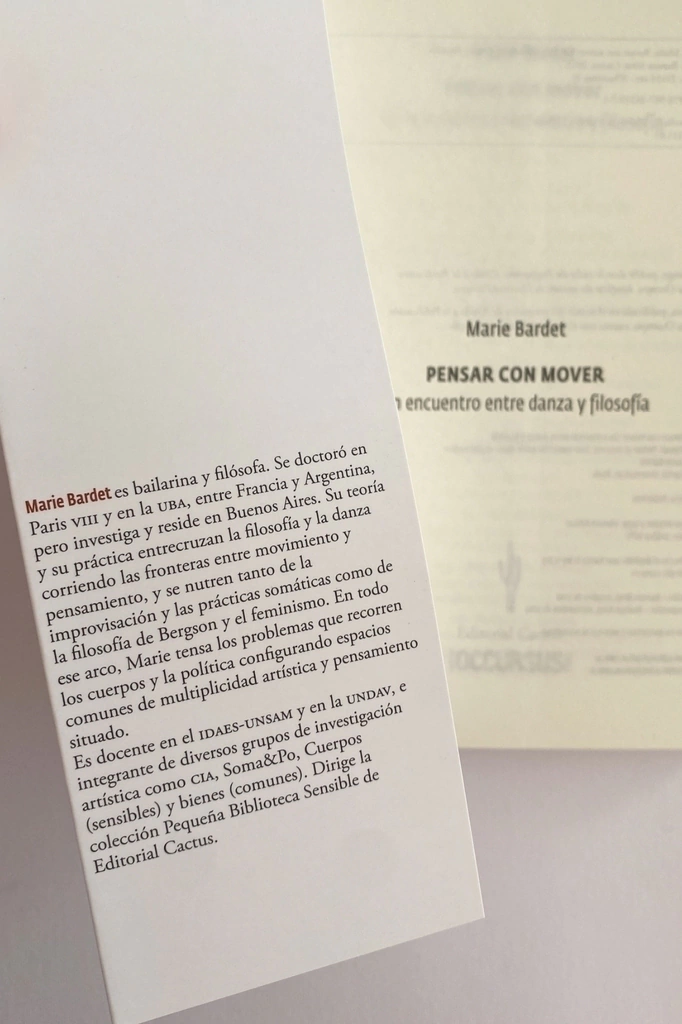 Marie Bardet es bailarina y filósofa. Se doctoró en
Paris VIII y en la UBA, entre Francia y Argentina,
pero investiga y reside en Buenos Aires. Su teoría
y su práctica entrecruzan la filosofía y la danza
corriendo las fronteras entre movimiento y
pensamiento, y se nutren tanto de la
improvisación y las prácticas somáticas como de
la filosofía de Bergson y el feminismo. En todo
ese arco, Marie tensa los problemas que recorren
los cuerpos y la política configurando espacios
comunes de multiplicidad artística y pensamiento
situado.
Es docente en el IDAES-UNSAM y en la UNDAV, e
integrante de diversos grupos de investigación
artística como CIA, Soma&Po, Cuerpos
(sensibles) y bienes (comunes). Dirige la
colección Pequeña Biblioteca Sensible de
Editorial Cactus.
Marie Bardet
PENSAR CON MOVER
encuentro entre danza y filosofía